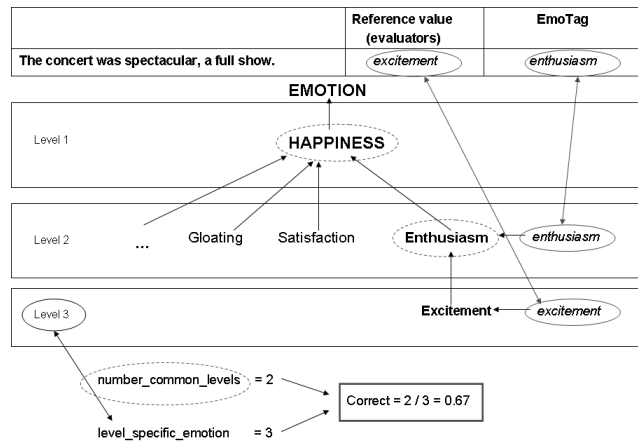 Reference value
(evaluators)
EmoTag
The concert was spectacular, a full show.
excitement
enthusiasm
EMOTION
Level 1
HAPPINESS
Level 2
...
Gloating
Satisfaction
Enthusiasm
enthusiasm
Level 3
Excitement
excitement
number_common_levels = 2
Correct = 2 / 3 = 0.67
level_specific_emotion = 3